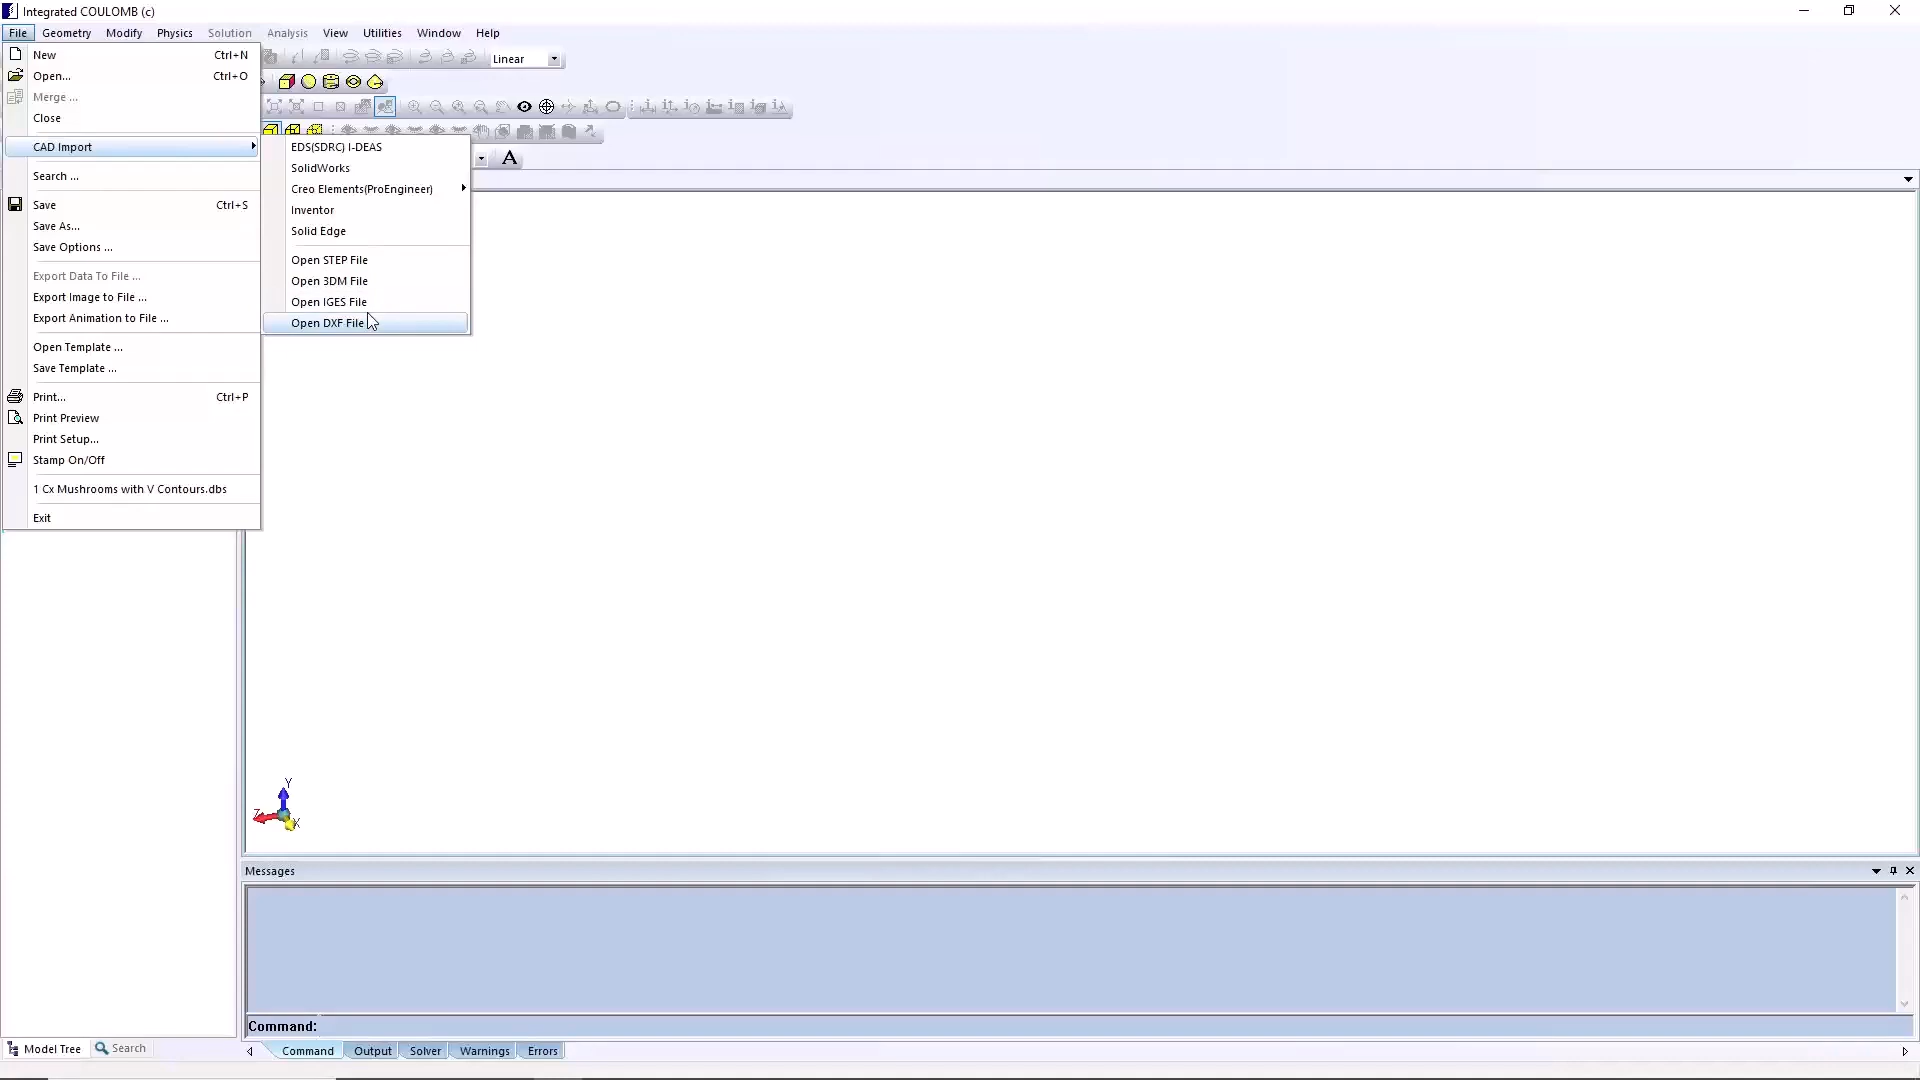 Integrated COULOMB (c)
File Geometry Modify Physics Solution Analysis View Utilities Window Help
New Ctrl+N
Open... Ctrl+O
Merge ...
Close
CAD Import
Search ...
Save Ctrl+S
Save As...
Save Options ...
Export Data To File ...
Export Image to File ...
Export Animation to File ...
Open Template ...
Save Template ...
Print... Ctrl+P
Print Preview
Print Setup...
Stamp On/Off
1 Cx Mushrooms with V Contours.dbs
Exit
Linear
A
EDS(SDRC) I-DEAS
SolidWorks
Creo Elements(ProEngineer)
Inventor
Solid Edge
Open STEP File
Open 3DM File
Open IGES File
Open DXF File
Y
Z
X
Messages
Command:
Model Tree Search
Command Output Solver Warnings Errors